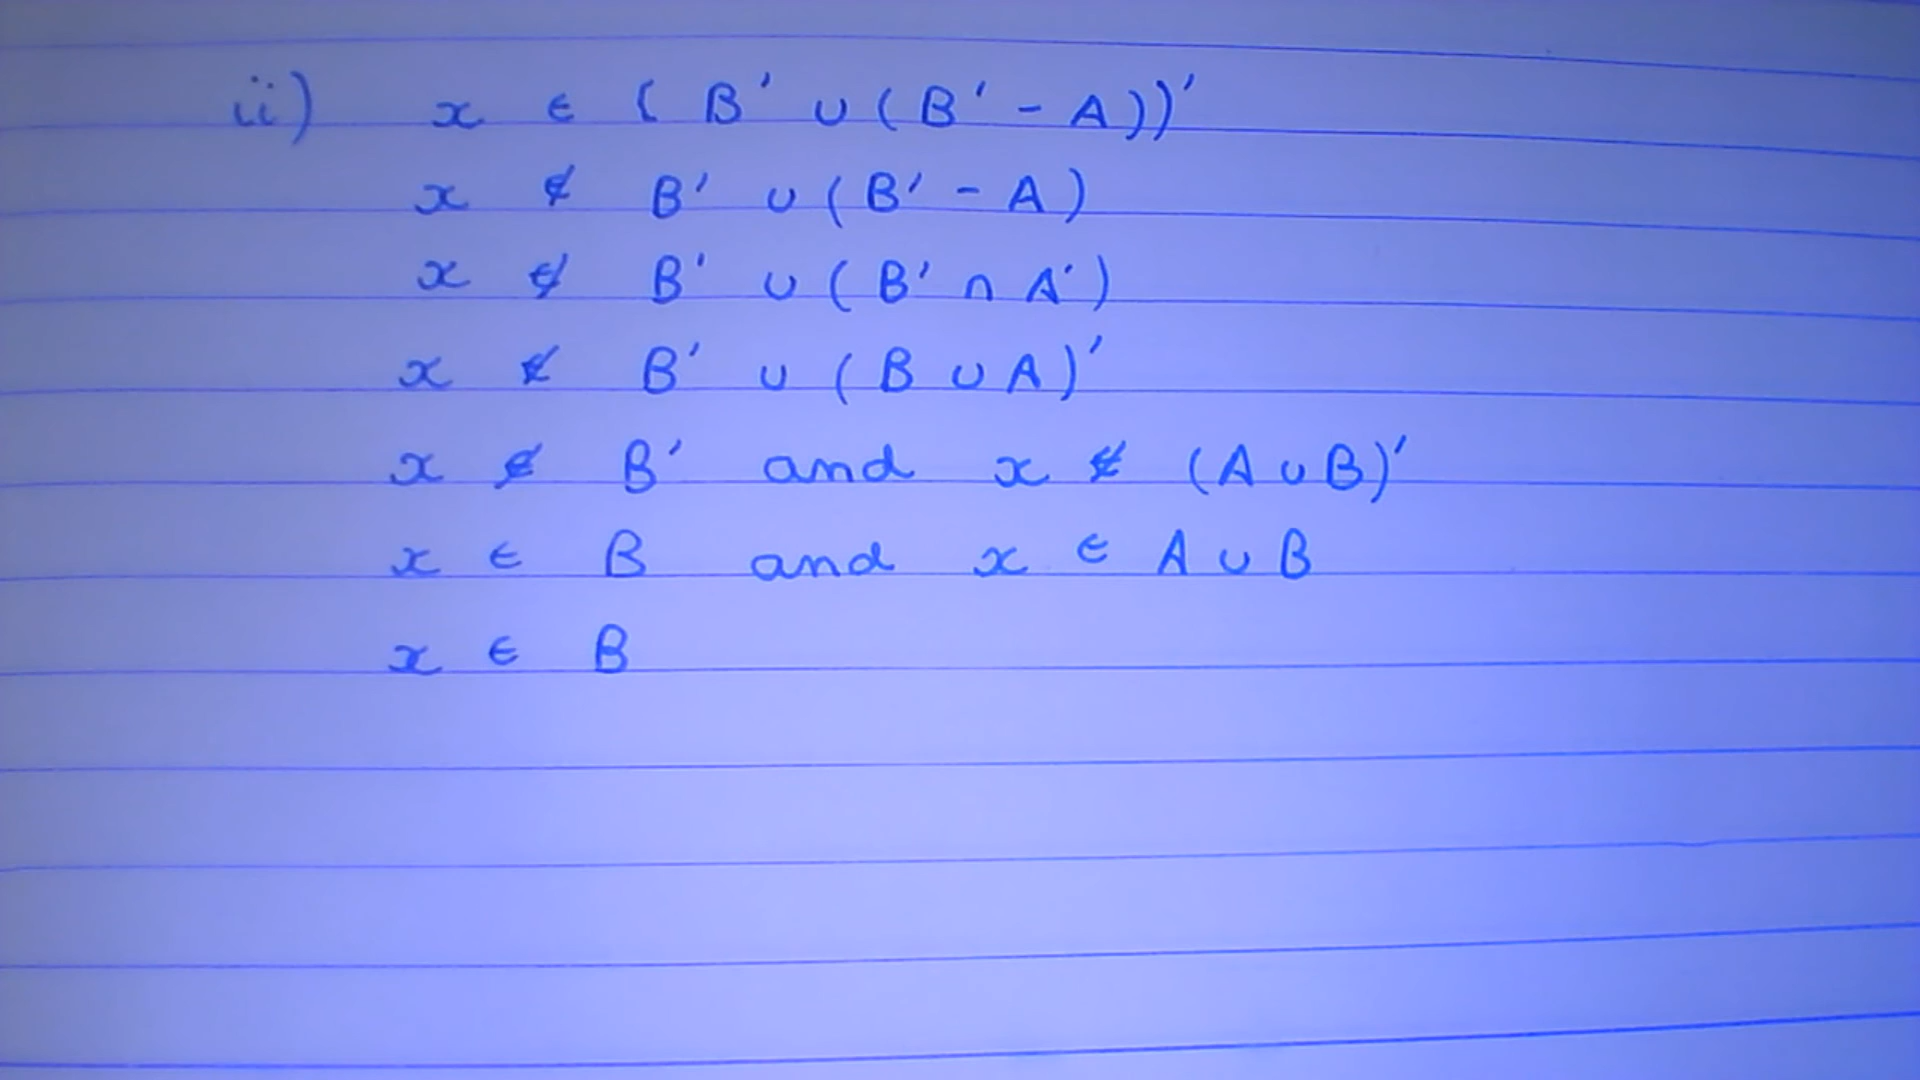 ii) x ∈ ( B' ∪ ( B' - A ))'
x ∉ B' ∪ ( B' - A )
x ∉ B' ∪ ( B' ∩ A' )
x ∉ B' ∪ ( B ∪ A )'
x ∉ B' and x ∉ (A ∪ B)'
x ∈ B and x ∈ A ∪ B
x ∈ B